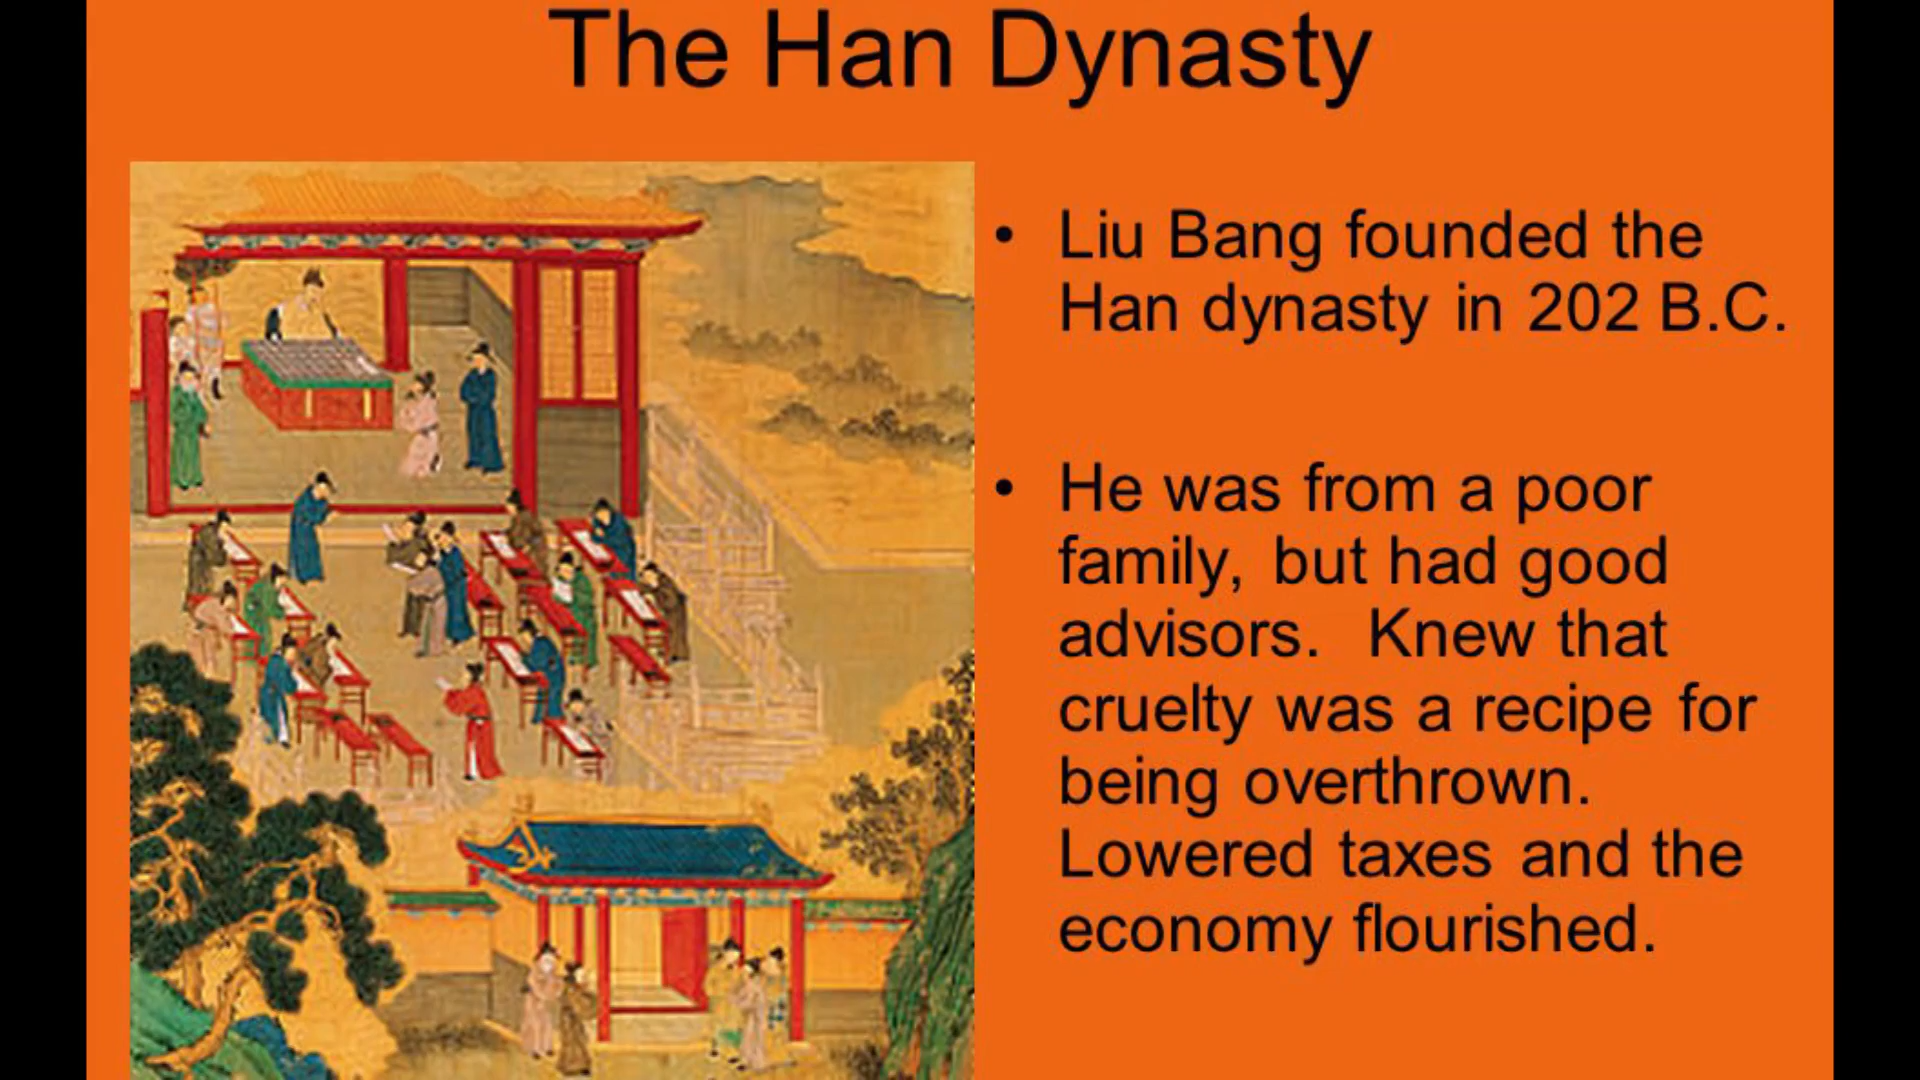 The Han Dynasty
• Liu Bang founded the
Han dynasty in 202 B.C.
• He was from a poor
family, but had good
advisors. Knew that
cruelty was a recipe for
being overthrown.
Lowered taxes and the
economy flourished.